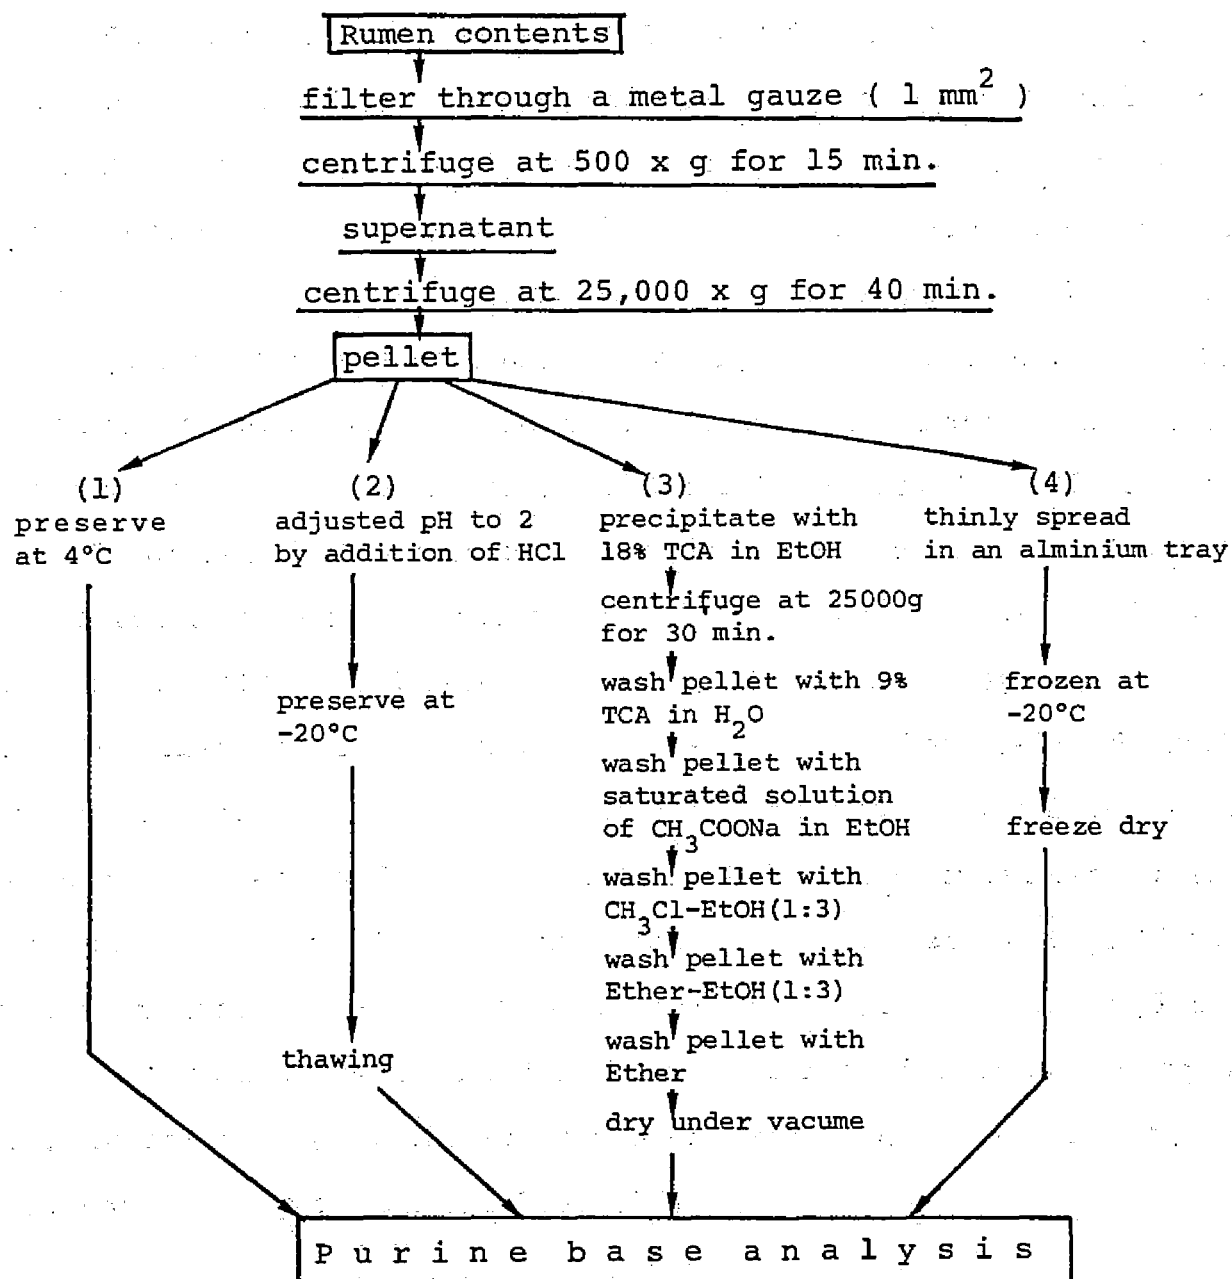 Rumen contents
filter through a metal gauze ( 1 mm² )
centrifuge at 500 x g for 15 min.
supernatant
centrifuge at 25,000 x g for 40 min.
pellet
(1)
preserve
at 4°C
(2)
adjusted pH to 2
by addition of HCl
preserve at
-20°C
thawing
(3)
precipitate with
18% TCA in EtOH
centrifuge at 25000g
for 30 min.
wash pellet with 9%
TCA in H₂O
wash pellet with
saturated solution
of CH₃COONa in EtOH
wash pellet with
CH₃Cl-EtOH(1:3)
wash pellet with
Ether-EtOH(1:3)
wash pellet with
Ether
dry under vacume
(4)
thinly spread
in an alminium tray
frozen at
-20°C
freeze dry
Purine base analysis